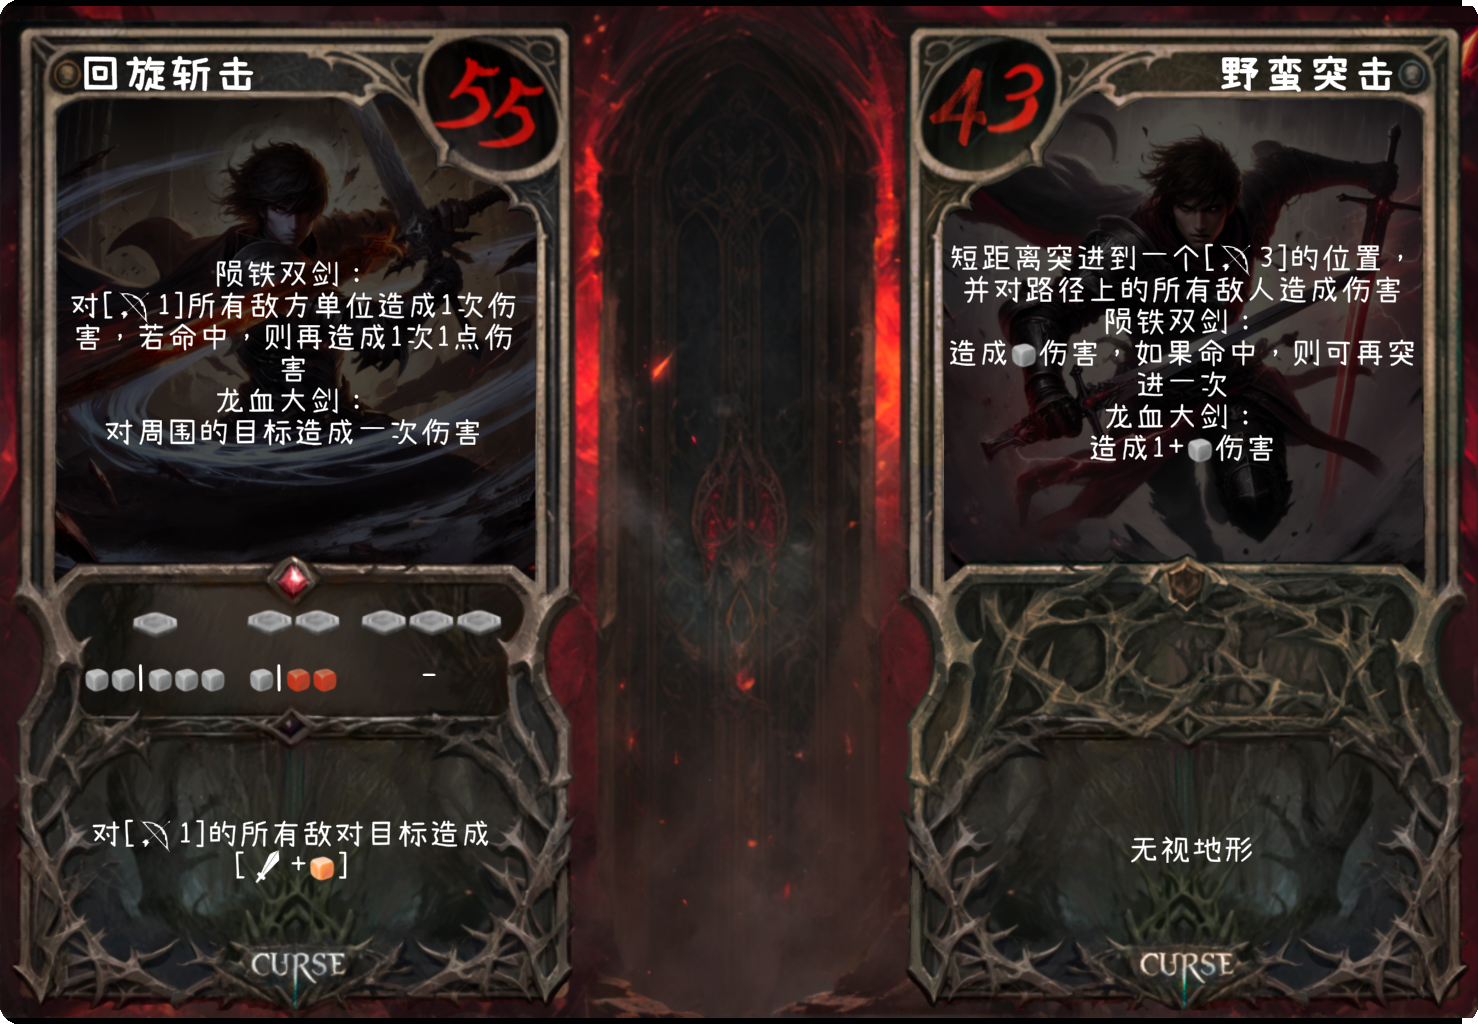 回旋斩击
55
陨铁双剑：
对[1]所有敌方单位造成1次伤
害，若命中，则再造成1次1点伤
害
龙血大剑：
对周围的目标造成一次伤害
|
|
-
对[1]的所有敌对目标造成
[+]
CURSE
43
野蛮突击
短距离突进到一个[3]的位置，
并对路径上的所有敌人造成伤害
陨铁双剑：
造成伤害，如果命中，则可再突
进一次
龙血大剑：
造成1+伤害
无视地形
CURSE